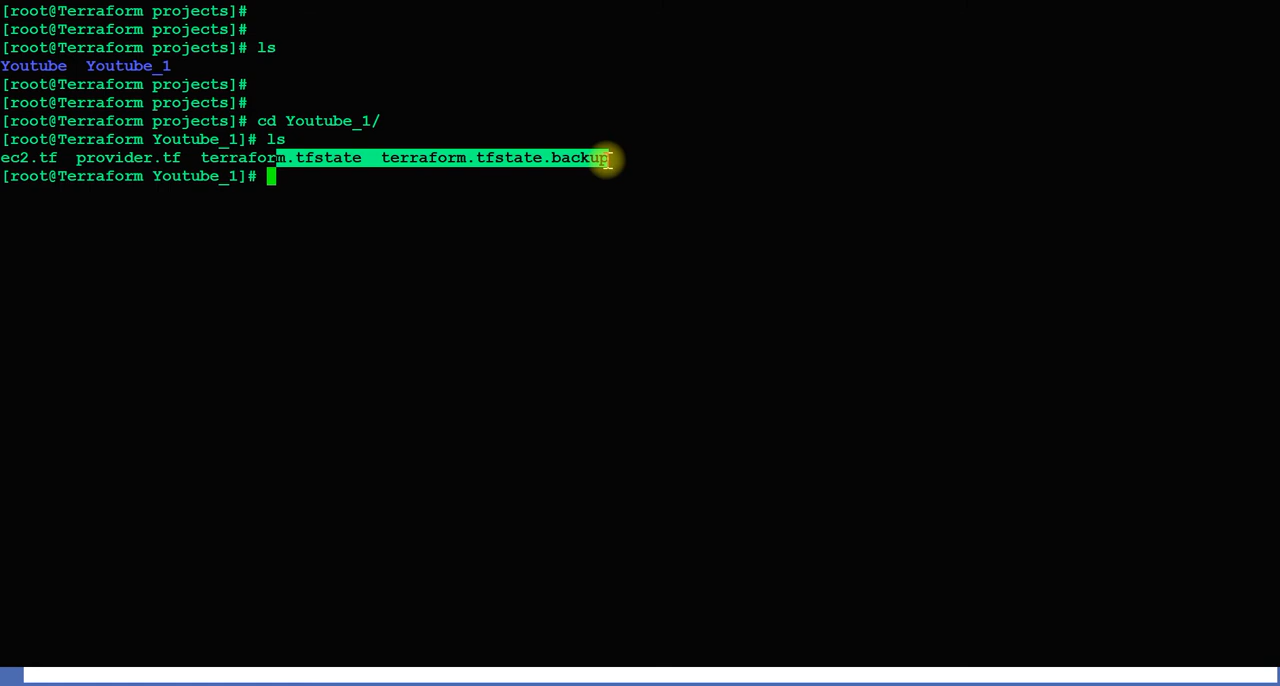 [root@Terraform projects]#
[root@Terraform projects]#
[root@Terraform projects]# ls
Youtube  Youtube_1
[root@Terraform projects]#
[root@Terraform projects]#
[root@Terraform projects]# cd Youtube_1/
[root@Terraform Youtube_1]# ls
ec2.tf  provider.tf  terraform.tfstate  terraform.tfstate.backup
[root@Terraform Youtube_1]#